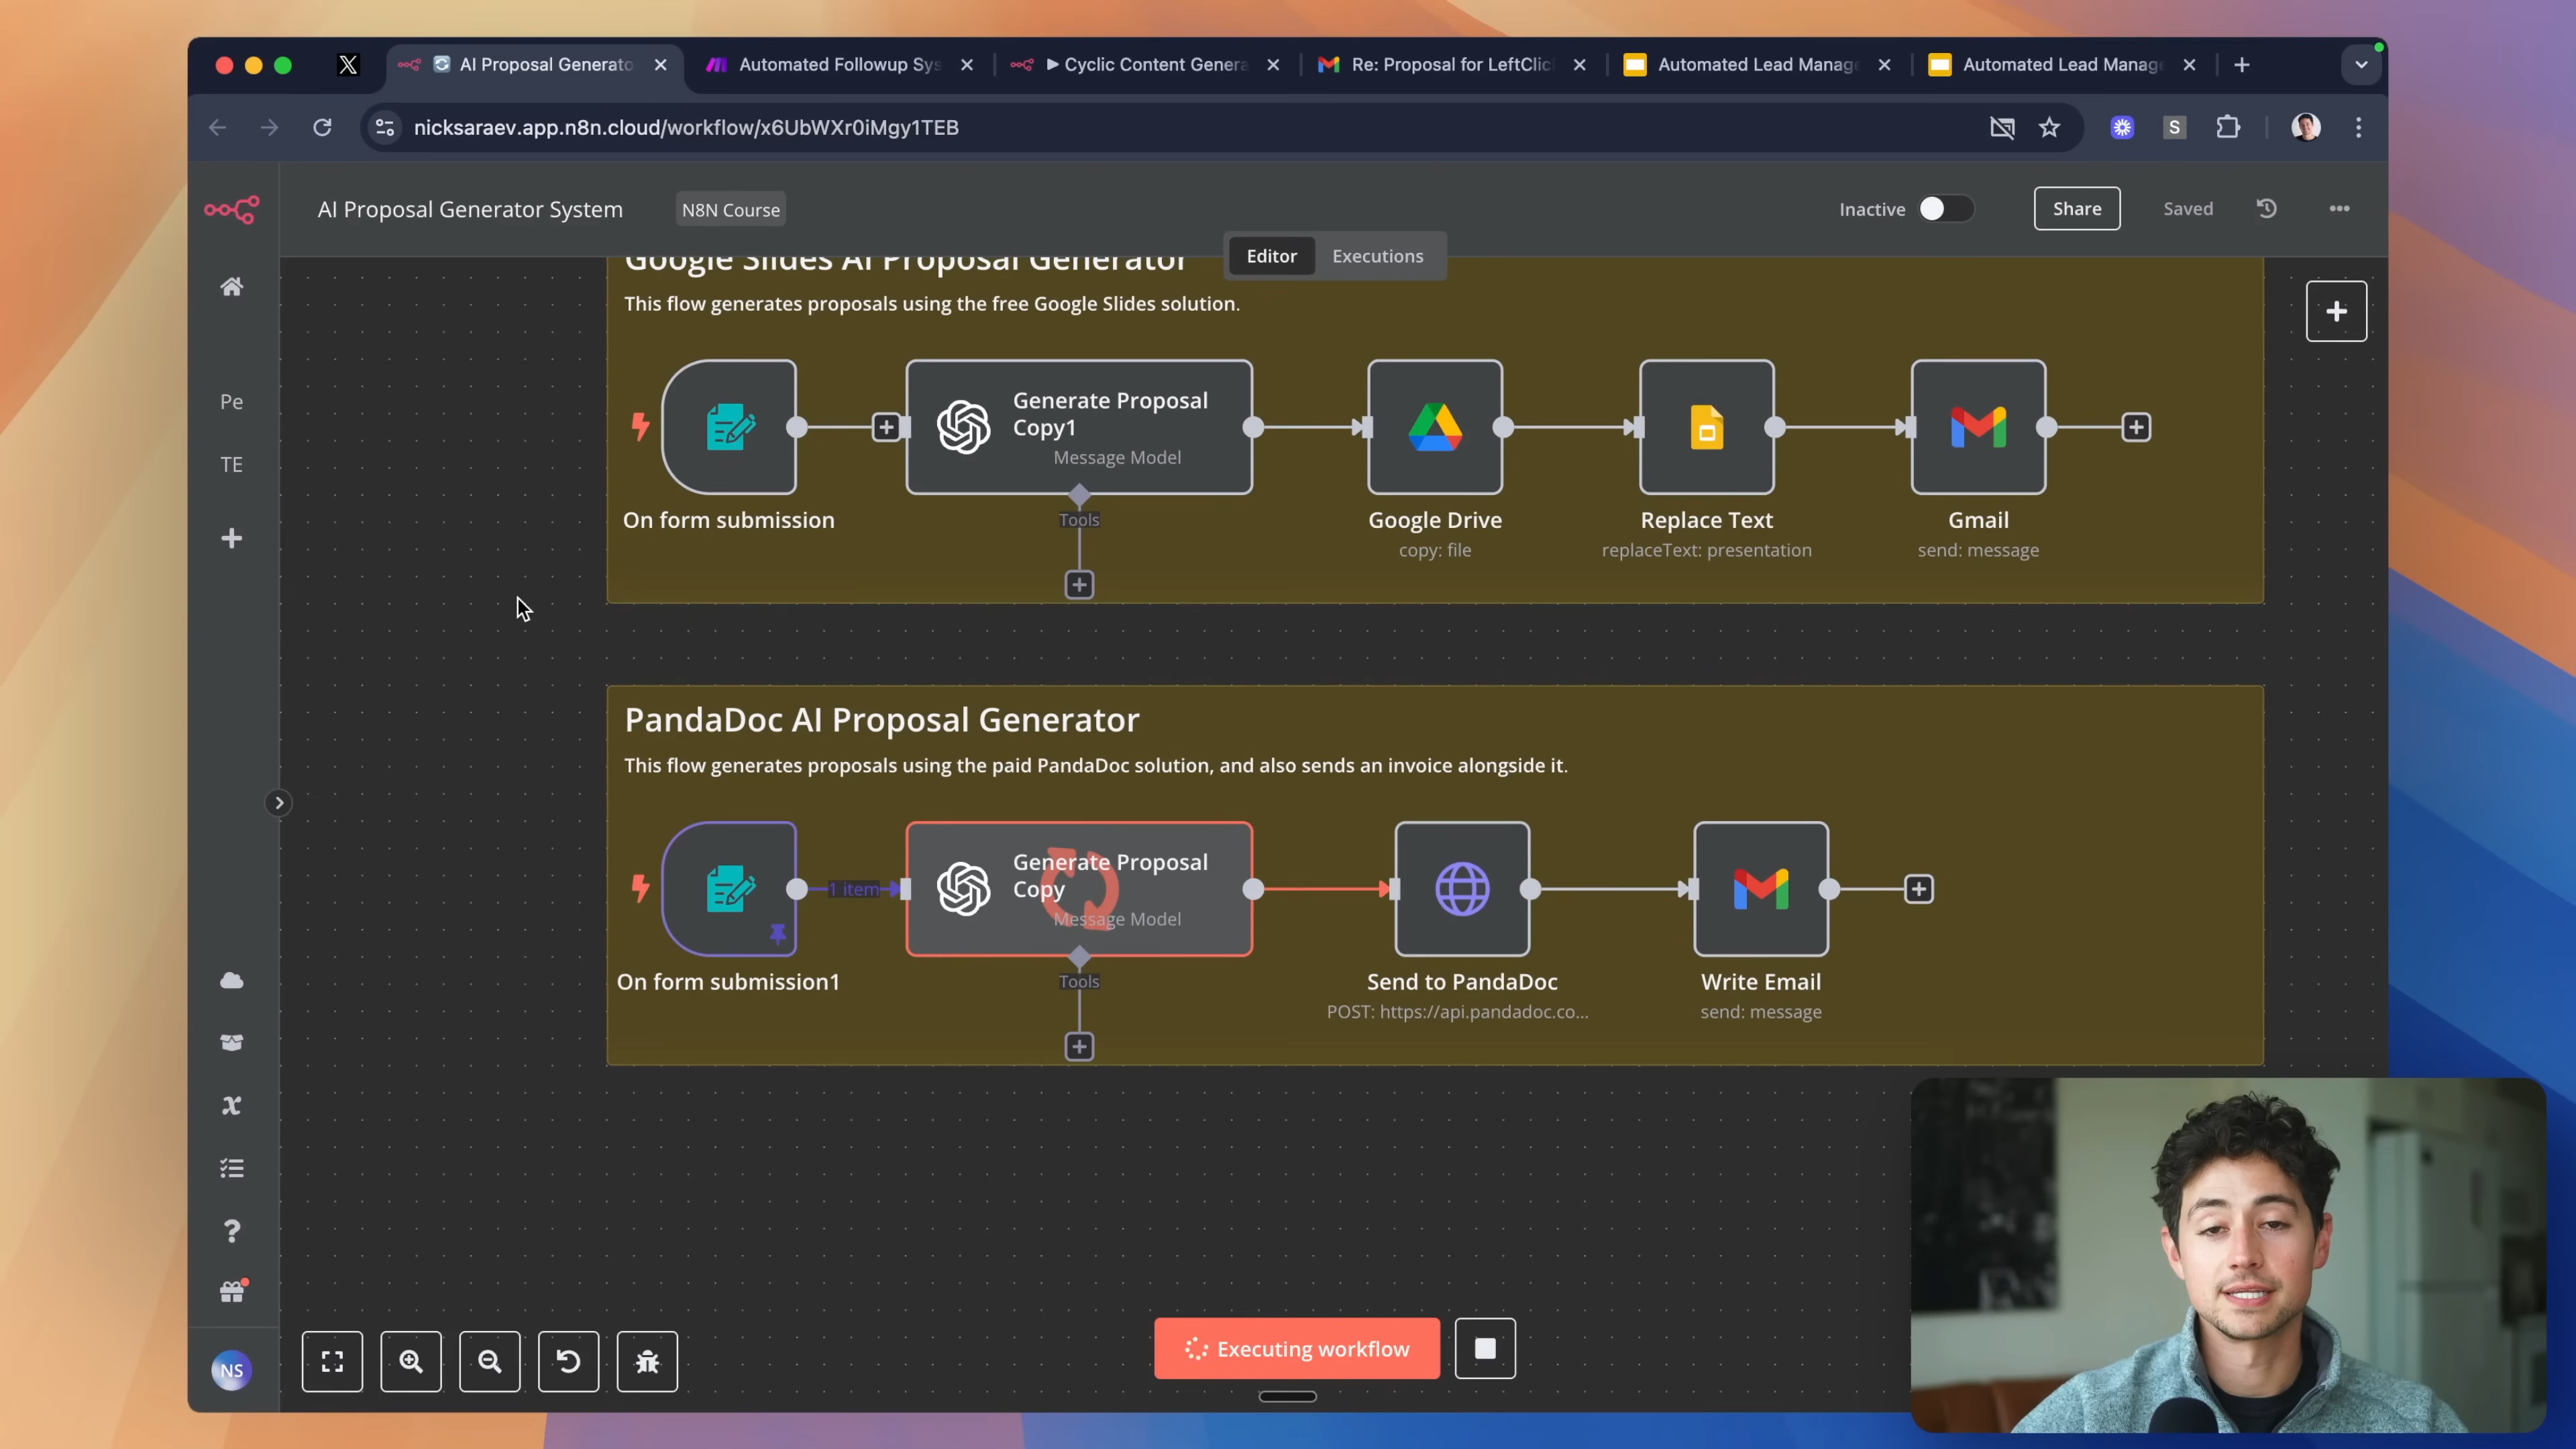 AI Proposal Generato
Automated Followup Sys
Cyclic Content Genera
Re: Proposal for LeftClic
Automated Lead Manag
Automated Lead Manag
nicksaraev.app.n8n.cloud/workflow/x6UbWXr0iMgy1TEB
S
AI Proposal Generator System
N8N Course
Inactive
Share
Saved
Editor
Executions
Pe
TE
NS
Google Slides AI Proposal Generator
This flow generates proposals using the free Google Slides solution.
Generate Proposal
Copy1
Message Model
Tools
On form submission
Google Drive
copy: file
Replace Text
replaceText: presentation
Gmail
send: message
PandaDoc AI Proposal Generator
This flow generates proposals using the paid PandaDoc solution, and also sends an invoice alongside it.
1 item
Generate Proposal
Copy
Message Model
Tools
On form submission1
Send to PandaDoc
POST: https://api.pandadoc.co...
Write Email
send: message
Executing workflow